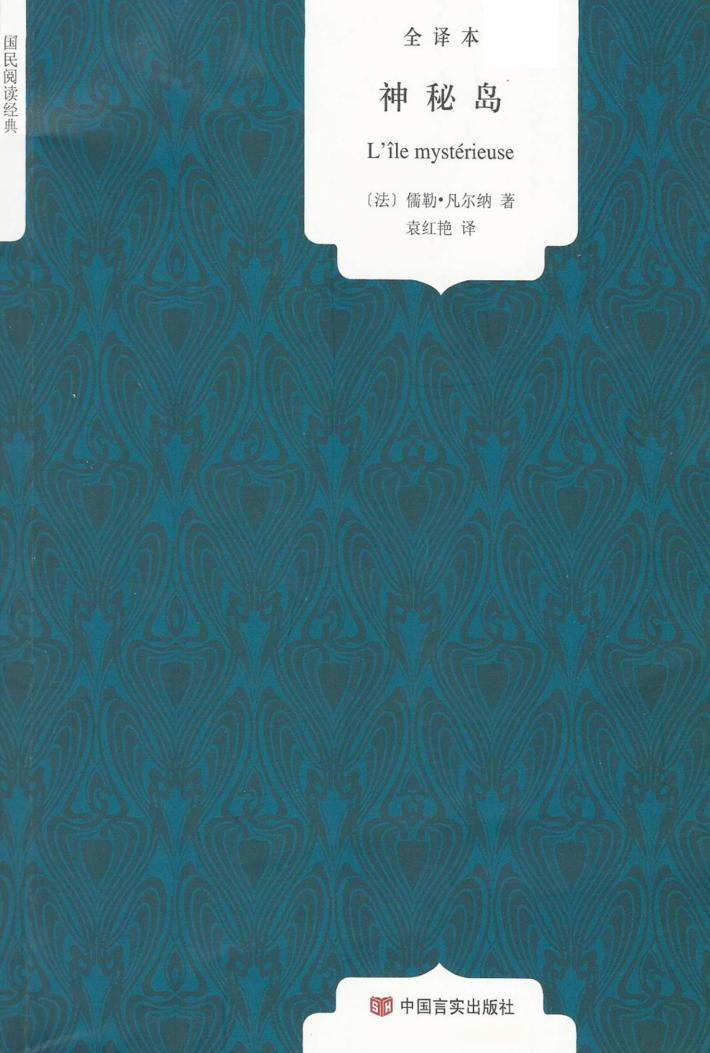 国民阅读经典
全译本
神秘岛
L'île mystérieuse
〔法〕儒勒•凡尔纳 著
袁红艳 译
中国言实出版社